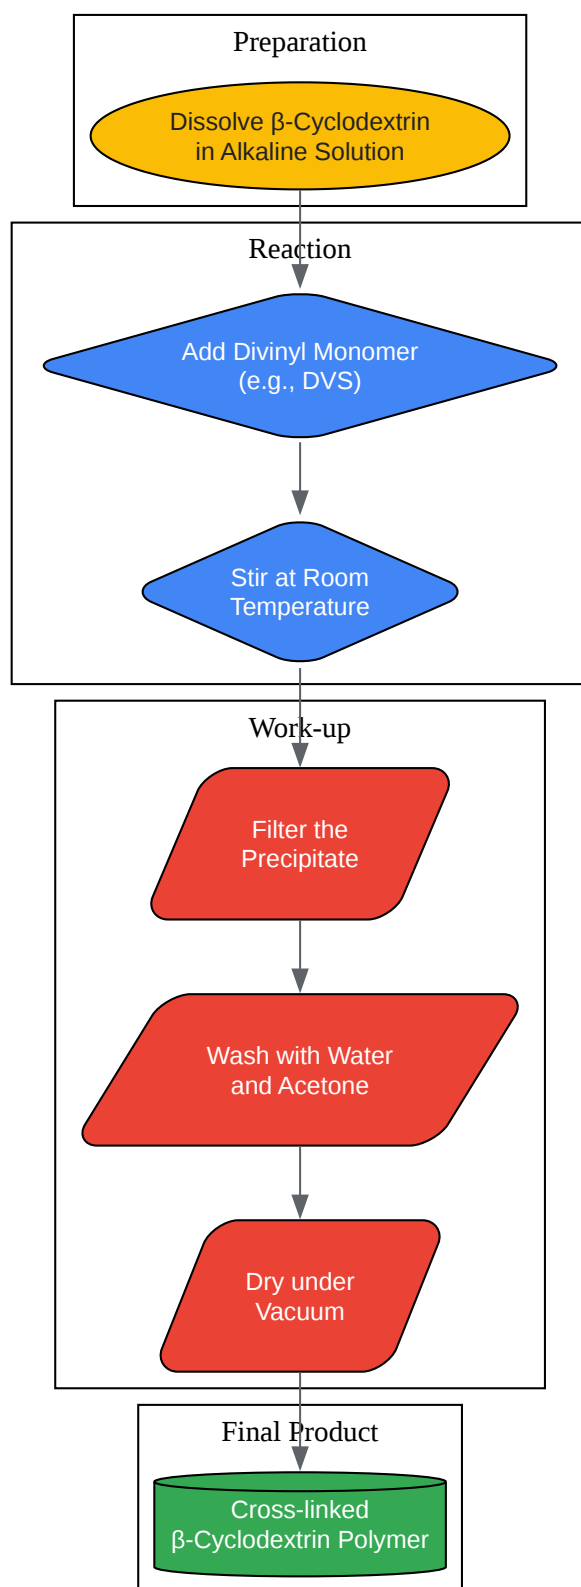 Preparation
Dissolve β-Cyclodextrin
in Alkaline Solution
Reaction
Add Divinyl Monomer
(e.g., DVS)
Stir at Room
Temperature
Work-up
Filter the
Precipitate
Wash with Water
and Acetone
Dry under
Vacuum
Final Product
Cross-linked
β-Cyclodextrin Polymer